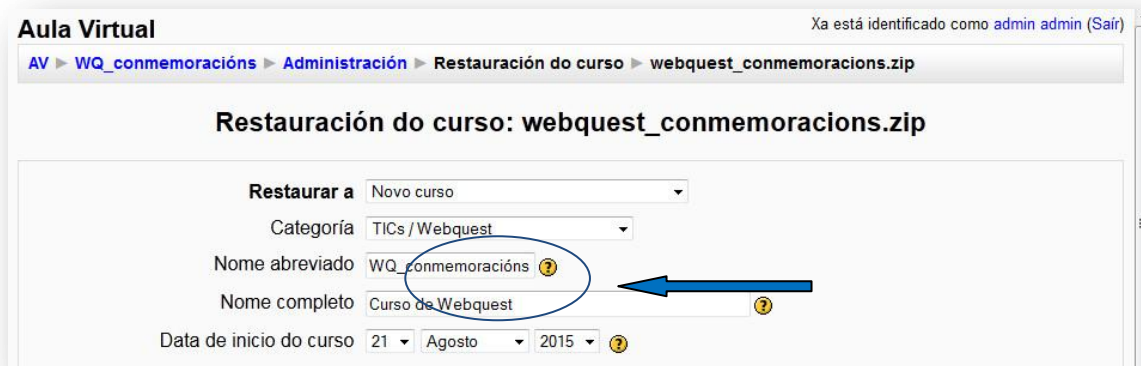 Aula Virtual
Xa está identificado como admin admin (Saír)
AV ► WQ_conmemoracións ► Administración ► Restauración do curso ► webquest_conmemoracions.zip
Restauración do curso: webquest_conmemoracions.zip
Restaurar a Novo curso
Categoría TICs / Webquest
Nome abreviado WQ_conmemoracións ?
Nome completo Curso de Webquest ?
Data de inicio do curso 21 Agosto 2015 ?